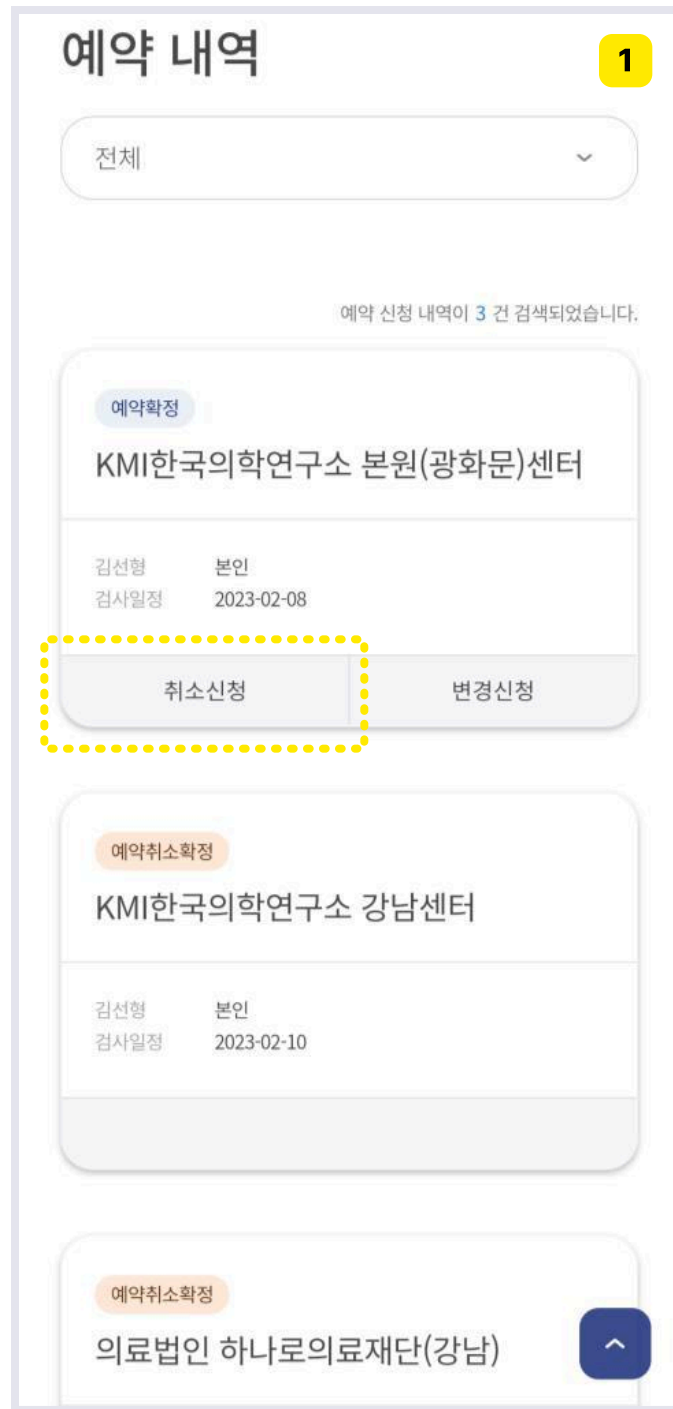 예약 내역
1
전체
예약 신청 내역이 3 건 검색되었습니다.
예약확정
KMI한국의학연구소 본원(광화문)센터
김선형 본인
검사일정 2023-02-08
취소신청 변경신청
예약취소확정
KMI한국의학연구소 강남센터
김선형 본인
검사일정 2023-02-10
예약취소확정
의료법인 하나로의료재단(강남)